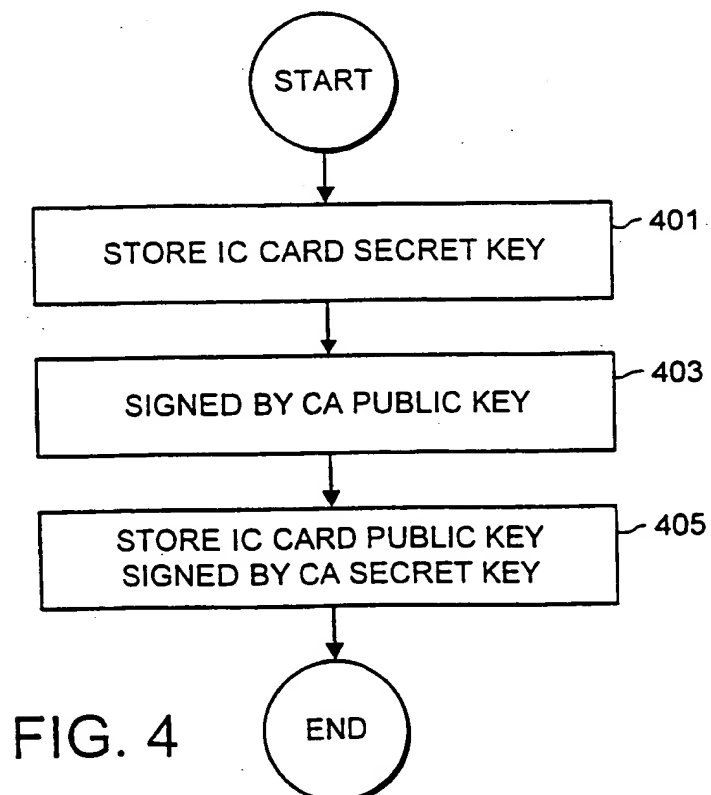 START
STORE IC CARD SECRET KEY
401
SIGNED BY CA PUBLIC KEY
403
STORE IC CARD PUBLIC KEY
SIGNED BY CA SECRET KEY
405
END
FIG. 4